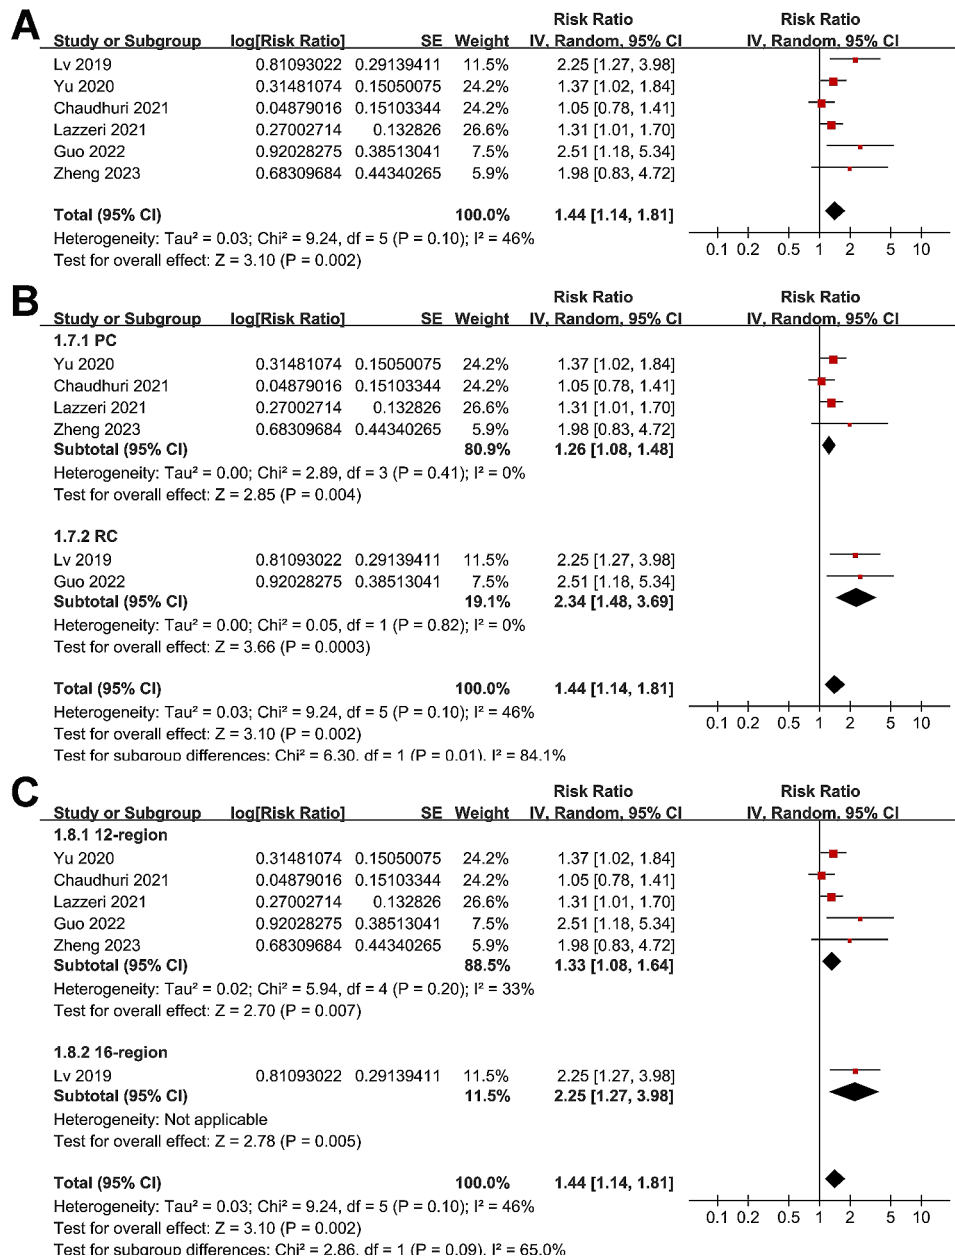 A
Risk Ratio Risk Ratio
Study or Subgroup log[Risk Ratio] SE Weight IV, Random, 95% CI IV, Random, 95% CI
Lv 2019 0.81093022 0.29139411 11.5% 2.25 [1.27, 3.98]
Yu 2020 0.31481074 0.15050075 24.2% 1.37 [1.02, 1.84]
Chaudhuri 2021 0.04879016 0.15103344 24.2% 1.05 [0.78, 1.41]
Lazzeri 2021 0.27002714 0.132826 26.6% 1.31 [1.01, 1.70]
Guo 2022 0.92028275 0.38513041 7.5% 2.51 [1.18, 5.34]
Zheng 2023 0.68309684 0.44340265 5.9% 1.98 [0.83, 4.72]
Total (95% CI) 100.0% 1.44 [1.14, 1.81]
Heterogeneity: Tau² = 0.03; Chi² = 9.24, df = 5 (P = 0.10); I² = 46%
Test for overall effect: Z = 3.10 (P = 0.002)
0.1 0.2 0.5 1 2 5 10
B
Risk Ratio Risk Ratio
Study or Subgroup log[Risk Ratio] SE Weight IV, Random, 95% CI IV, Random, 95% CI
1.7.1 PC
Yu 2020 0.31481074 0.15050075 24.2% 1.37 [1.02, 1.84]
Chaudhuri 2021 0.04879016 0.15103344 24.2% 1.05 [0.78, 1.41]
Lazzeri 2021 0.27002714 0.132826 26.6% 1.31 [1.01, 1.70]
Zheng 2023 0.68309684 0.44340265 5.9% 1.98 [0.83, 4.72]
Subtotal (95% CI) 80.9% 1.26 [1.08, 1.48]
Heterogeneity: Tau² = 0.00; Chi² = 2.89, df = 3 (P = 0.41); I² = 0%
Test for overall effect: Z = 2.85 (P = 0.004)
1.7.2 RC
Lv 2019 0.81093022 0.29139411 11.5% 2.25 [1.27, 3.98]
Guo 2022 0.92028275 0.38513041 7.5% 2.51 [1.18, 5.34]
Subtotal (95% CI) 19.1% 2.34 [1.48, 3.69]
Heterogeneity: Tau² = 0.00; Chi² = 0.05, df = 1 (P = 0.82); I² = 0%
Test for overall effect: Z = 3.66 (P = 0.0003)
Total (95% CI) 100.0% 1.44 [1.14, 1.81]
Heterogeneity: Tau² = 0.03; Chi² = 9.24, df = 5 (P = 0.10); I² = 46%
Test for overall effect: Z = 3.10 (P = 0.002)
Test for subgroup differences: Chi² = 6.30, df = 1 (P = 0.01), I² = 84.1%
0.1 0.2 0.5 1 2 5 10
C
Risk Ratio Risk Ratio
Study or Subgroup log[Risk Ratio] SE Weight IV, Random, 95% CI IV, Random, 95% CI
1.8.1 12-region
Yu 2020 0.31481074 0.15050075 24.2% 1.37 [1.02, 1.84]
Chaudhuri 2021 0.04879016 0.15103344 24.2% 1.05 [0.78, 1.41]
Lazzeri 2021 0.27002714 0.132826 26.6% 1.31 [1.01, 1.70]
Guo 2022 0.92028275 0.38513041 7.5% 2.51 [1.18, 5.34]
Zheng 2023 0.68309684 0.44340265 5.9% 1.98 [0.83, 4.72]
Subtotal (95% CI) 88.5% 1.33 [1.08, 1.64]
Heterogeneity: Tau² = 0.02; Chi² = 5.94, df = 4 (P = 0.20); I² = 33%
Test for overall effect: Z = 2.70 (P = 0.007)
1.8.2 16-region
Lv 2019 0.81093022 0.29139411 11.5% 2.25 [1.27, 3.98]
Subtotal (95% CI) 11.5% 2.25 [1.27, 3.98]
Heterogeneity: Not applicable
Test for overall effect: Z = 2.78 (P = 0.005)
Total (95% CI) 100.0% 1.44 [1.14, 1.81]
Heterogeneity: Tau² = 0.03; Chi² = 9.24, df = 5 (P = 0.10); I² = 46%
Test for overall effect: Z = 3.10 (P = 0.002)
Test for subgroup differences: Chi² = 2.86, df = 1 (P = 0.09), I² = 65.0%
0.1 0.2 0.5 1 2 5 10